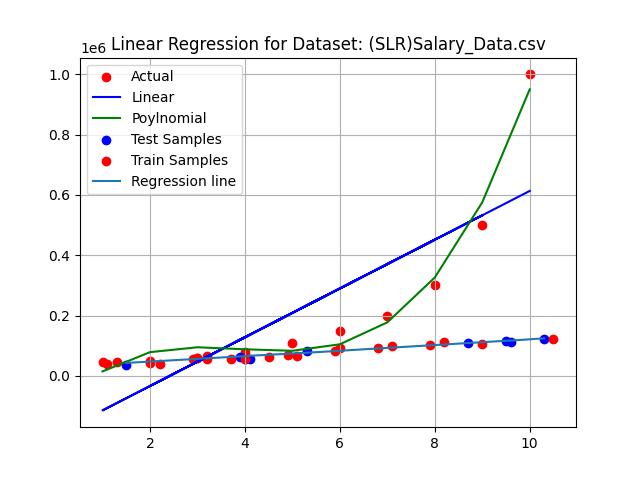 1e6
Linear Regression for Dataset: (SLR)Salary_Data.csv
Actual
Linear
Poylnomial
Test Samples
Train Samples
Regression line
1.0
0.8
0.6
0.4
0.2
0.0
2 4 6 8 10